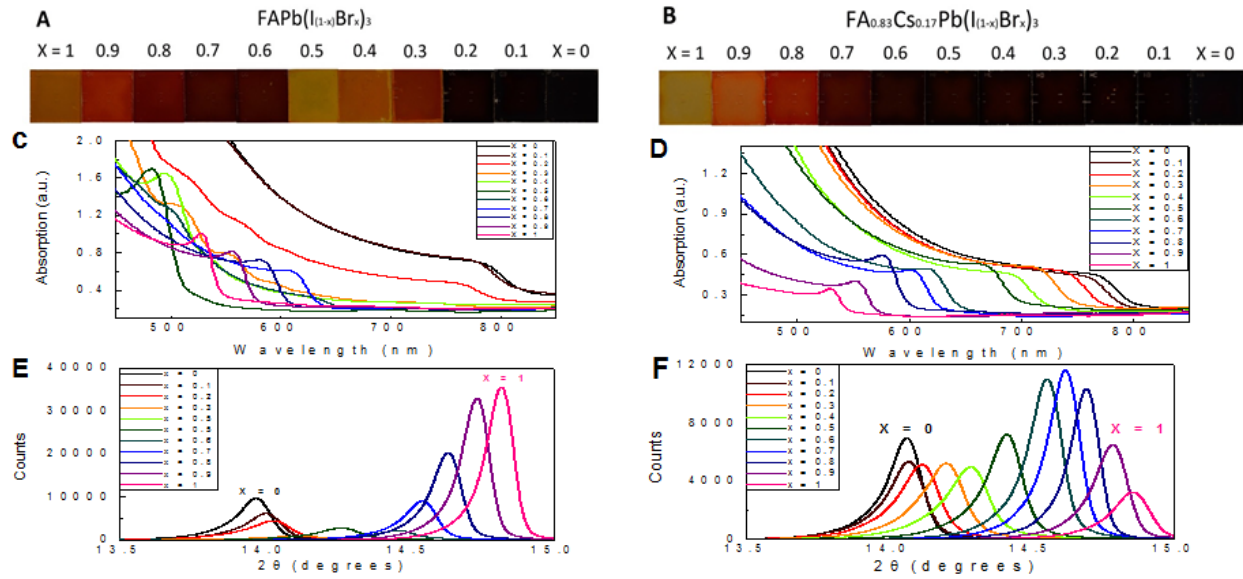 A
FAPb(I(1-x)Brx)3
X = 1 0.9 0.8 0.7 0.6 0.5 0.4 0.3 0.2 0.1 X = 0
B
FA0.83Cs0.17Pb(I(1-x)Brx)3
X = 1 0.9 0.8 0.7 0.6 0.5 0.4 0.3 0.2 0.1 X = 0
C
2.0
1.6
1.2
0.8
0.4
Absorption (a.u.)
500 600 700 800
Wavelength (nm)
X = 0
X = 0.1
X = 0.2
X = 0.3
X = 0.4
X = 0.5
X = 0.6
X = 0.7
X = 0.8
X = 0.9
X = 1
D
1.2
0.9
0.6
0.3
Absorption (a.u.)
500 600 700 800
Wavelength (nm)
X = 0
X = 0.1
X = 0.2
X = 0.3
X = 0.4
X = 0.5
X = 0.6
X = 0.7
X = 0.8
X = 0.9
X = 1
E
40000
30000
20000
10000
0
Counts
13.5 14.0 14.5 15.0
2θ (degrees)
X = 0
X = 0.1
X = 0.2
X = 0.3
X = 0.5
X = 0.6
X = 0.7
X = 0.8
X = 0.9
X = 1
X = 0
X = 1
F
12000
8000
4000
0
Counts
13.5 14.0 14.5 15.0
2θ (degrees)
X = 0
X = 0.1
X = 0.2
X = 0.3
X = 0.4
X = 0.5
X = 0.6
X = 0.7
X = 0.8
X = 0.9
X = 1
X = 0
X = 1